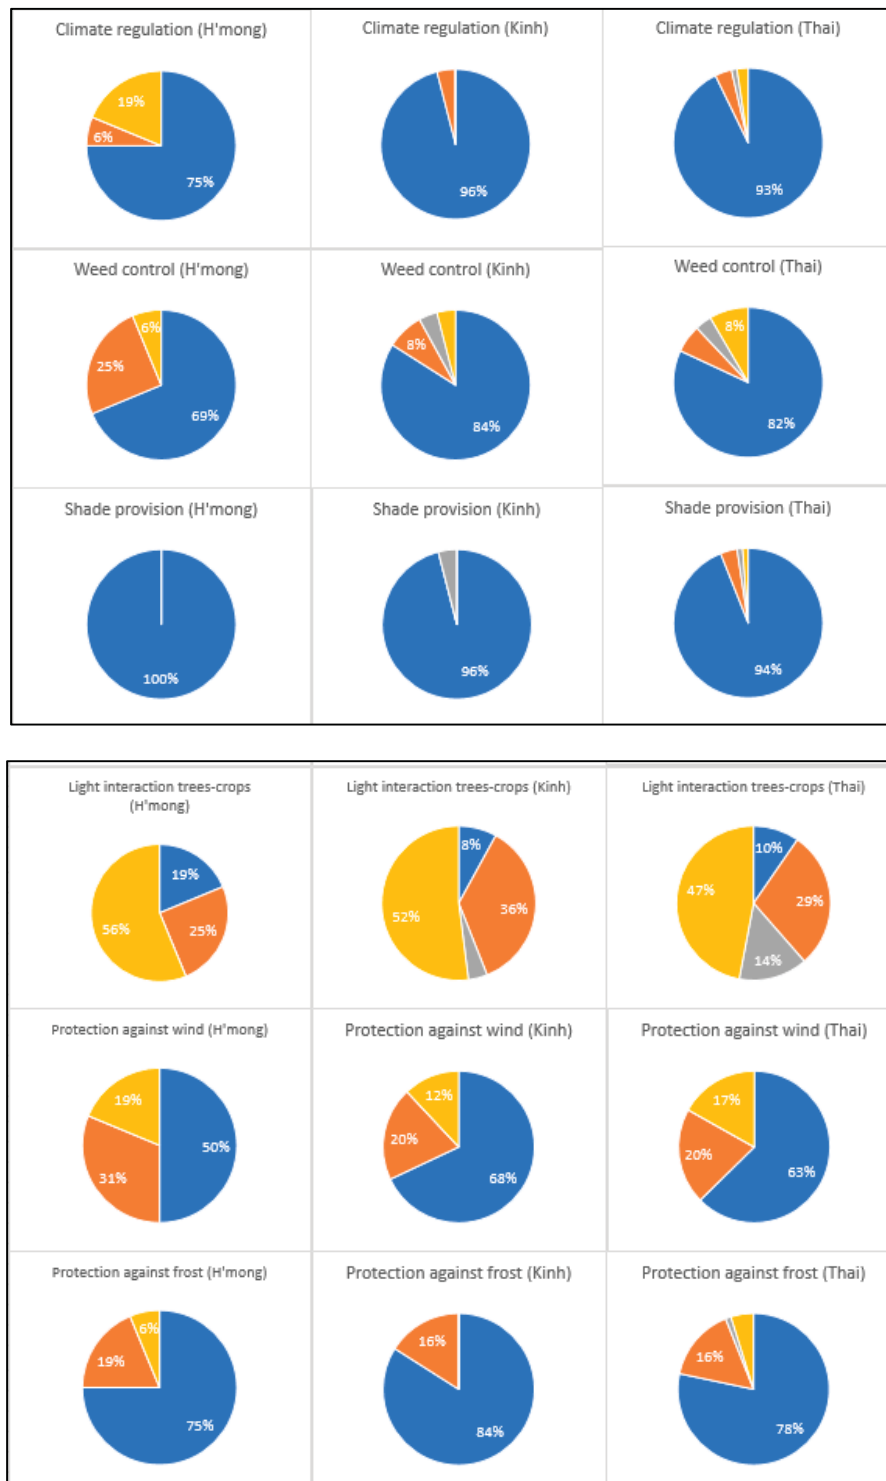 Climate regulation (H'mong)
19%
6%
75%
Climate regulation (Kinh)
96%
Climate regulation (Thai)
93%
Weed control (H'mong)
6%
25%
69%
Weed control (Kinh)
8%
84%
Weed control (Thai)
8%
82%
Shade provision (H'mong)
100%
Shade provision (Kinh)
96%
Shade provision (Thai)
94%
Light interaction trees-crops
(H'mong)
19%
56%
25%
Light interaction trees-crops (Kinh)
8%
36%
52%
Light interaction trees-crops (Thai)
10%
47%
29%
14%
Protection against wind (H'mong)
19%
50%
31%
Protection against wind (Kinh)
12%
20%
68%
Protection against wind (Thai)
17%
20%
63%
Protection against frost (H'mong)
6%
19%
75%
Protection against frost (Kinh)
16%
84%
Protection against frost (Thai)
16%
78%